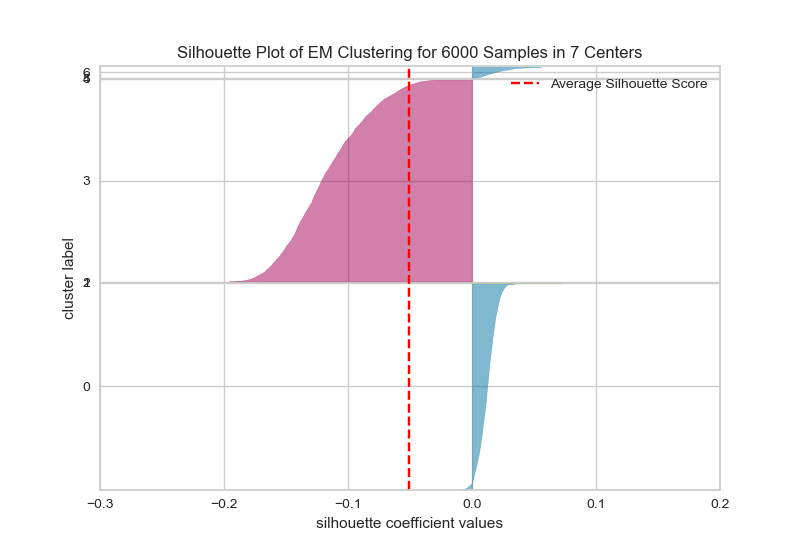 Silhouette Plot of EM Clustering for 6000 Samples in 7 Centers
Average Silhouette Score
cluster label
6
3
0
−0.3 −0.2 −0.1 0.0 0.1 0.2
silhouette coefficient values